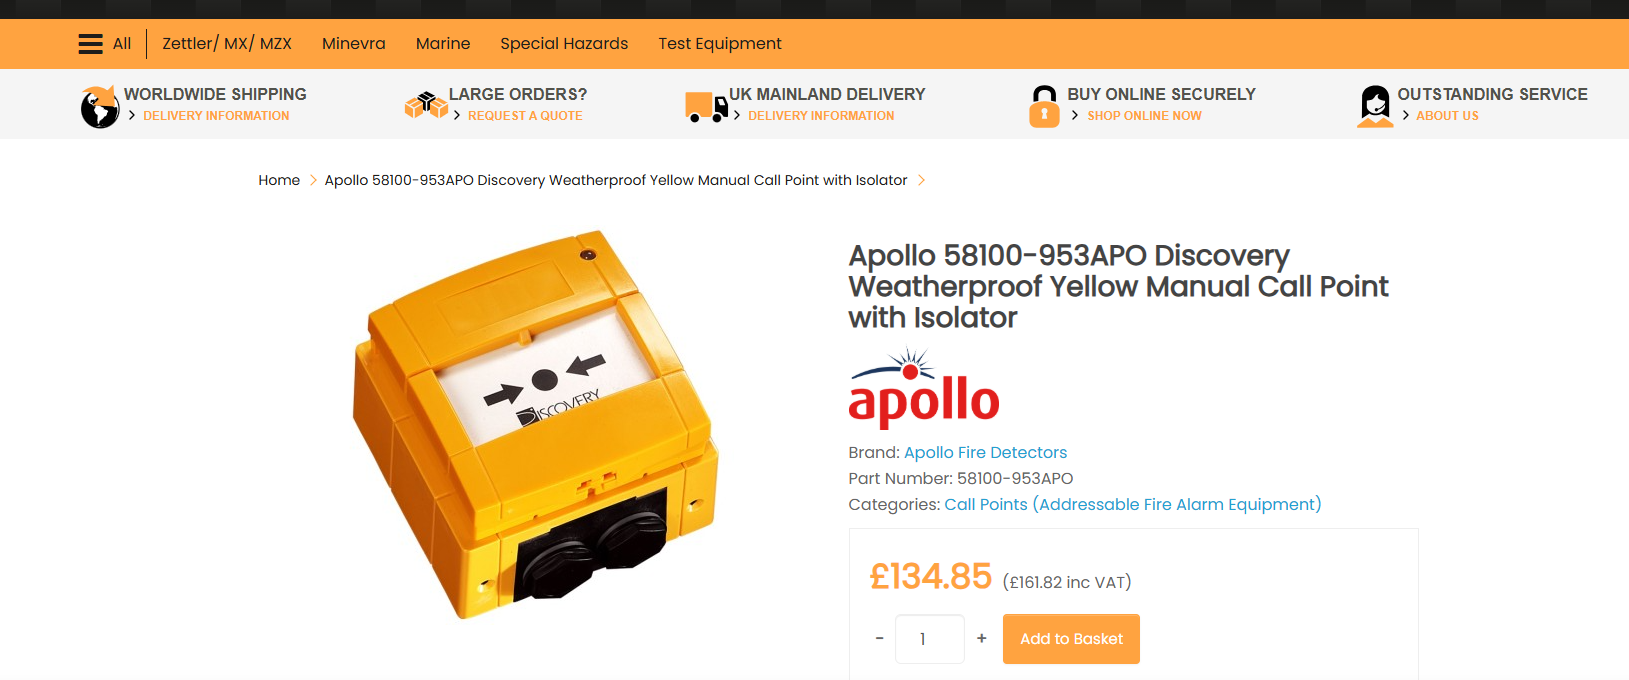 All
Zettler/ MX/ MZX
Minevra
Marine
Special Hazards
Test Equipment
WORLDWIDE SHIPPING
DELIVERY INFORMATION
LARGE ORDERS?
REQUEST A QUOTE
UK MAINLAND DELIVERY
DELIVERY INFORMATION
BUY ONLINE SECURELY
SHOP ONLINE NOW
OUTSTANDING SERVICE
ABOUT US
Home > Apollo 58100-953APO Discovery Weatherproof Yellow Manual Call Point with Isolator >
DISCOVERY
Apollo 58100-953APO Discovery
Weatherproof Yellow Manual Call Point
with Isolator
apollo
Brand: Apollo Fire Detectors
Part Number: 58100-953APO
Categories: Call Points (Addressable Fire Alarm Equipment)
£134.85 (£161.82 inc VAT)
- 1 + Add to Basket